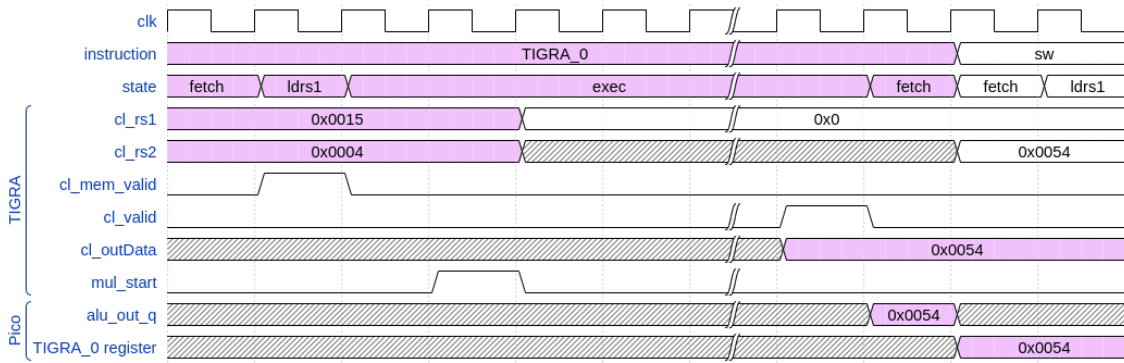 clk
instruction TIGRA_0 sw
state fetch ldrs1 exec fetch fetch ldrs1
TIGRA
cl_rs1 0x0015 0x0
cl_rs2 0x0004 0x0054
cl_mem_valid
cl_valid
cl_outData 0x0054
mul_start
Pico
alu_out_q 0x0054
TIGRA_0 register 0x0054